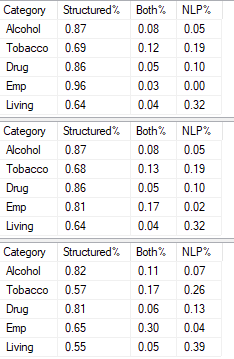 Category Structured% Both% NLP%
Alcohol 0.87 0.08 0.05
Tobacco 0.69 0.12 0.19
Drug 0.86 0.05 0.10
Emp 0.96 0.03 0.00
Living 0.64 0.04 0.32
Category Structured% Both% NLP%
Alcohol 0.87 0.08 0.05
Tobacco 0.68 0.13 0.19
Drug 0.86 0.05 0.10
Emp 0.81 0.17 0.02
Living 0.64 0.04 0.32
Category Structured% Both% NLP%
Alcohol 0.82 0.11 0.07
Tobacco 0.57 0.17 0.26
Drug 0.81 0.06 0.13
Emp 0.65 0.30 0.04
Living 0.55 0.05 0.39